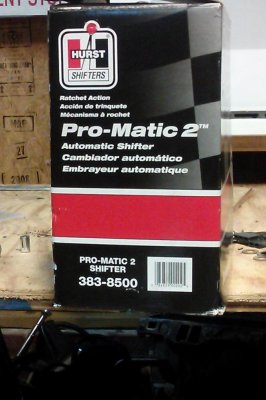 HURST
SHIFTERS
Ratchet Action
Acción de trinquete
Mécanisma à rochet
Pro-Matic 2™
Automatic Shifter
Cambiador automático
Embrayeur automatique
PRO-MATIC 2
SHIFTER
383-8500